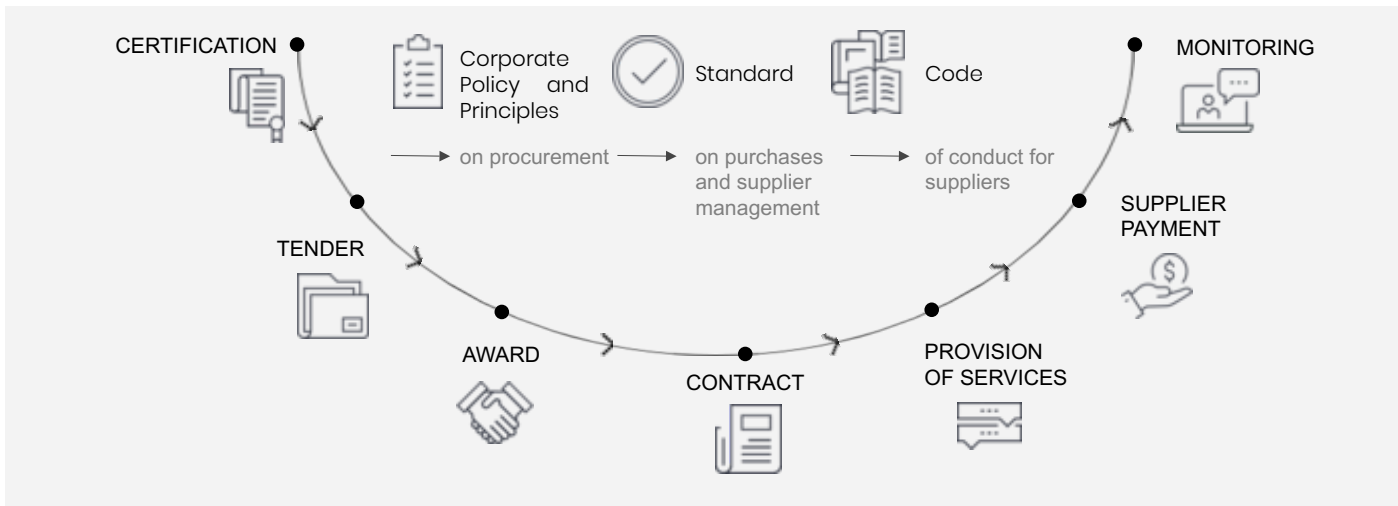 CERTIFICATION
Corporate
Policy and
Principles
Standard
Code
MONITORING
on procurement
on purchases
and supplier
management
of conduct for
suppliers
TENDER
SUPPLIER
PAYMENT
$
AWARD
CONTRACT
PROVISION
OF SERVICES